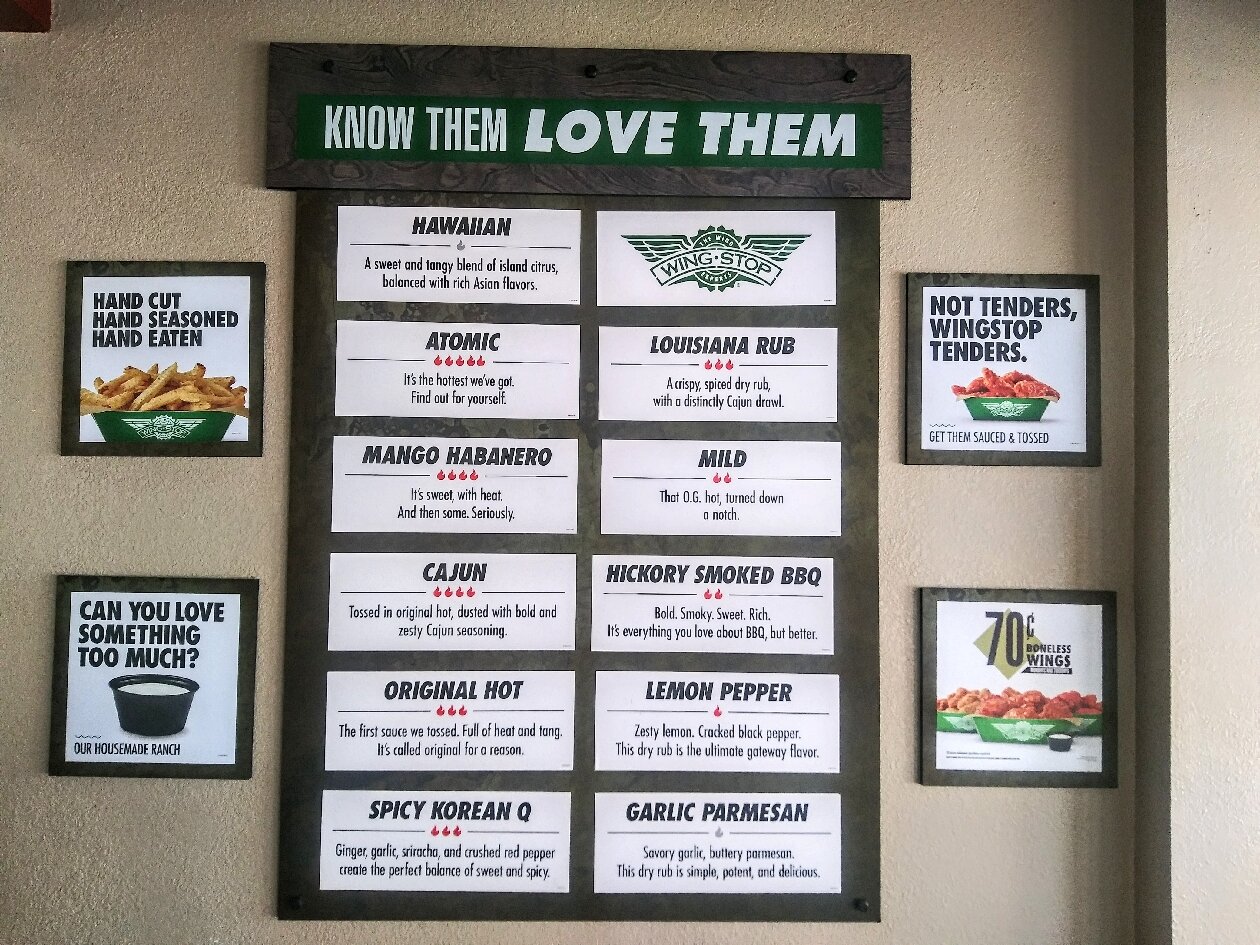 KNOW THEM LOVE THEM
HAWAIIAN
A sweet and tangy blend of island citrus,
balanced with rich Asian flavors.
ATOMIC
It's the hottest we've got.
Find out for yourself.
MANGO HABANERO
It's sweet, with heat.
And then some. Seriously.
CAJUN
Tossed in original hot, dusted with bold and
zesty Cajun seasoning.
ORIGINAL HOT
The first sauce we tossed. Full of heat and tang.
It's called original for a reason.
SPICY KOREAN Q
Ginger, garlic, sriracha, and crushed red pepper
create the perfect balance of sweet and spicy.
THE WING
WING·STOP
EXPERTS
LOUISIANA RUB
A crispy, spiced dry rub,
with a distinctly Cajun drawl.
MILD
That O.G. hot, turned down
a notch.
HICKORY SMOKED BBQ
Bold. Smoky. Sweet. Rich.
It's everything you love about BBQ, but better.
LEMON PEPPER
Zesty lemon. Cracked black pepper.
This dry rub is the ultimate gateway flavor.
GARLIC PARMESAN
Savory garlic, buttery parmesan.
This dry rub is simple, potent, and delicious.
HAND CUT
HAND SEASONED
HAND EATEN
CAN YOU LOVE
SOMETHING
TOO MUCH?
OUR HOUSEMADE RANCH
NOT TENDERS,
WINGSTOP
TENDERS.
GET THEM SAUCED & TOSSED
70¢
BONELESS
WINGS